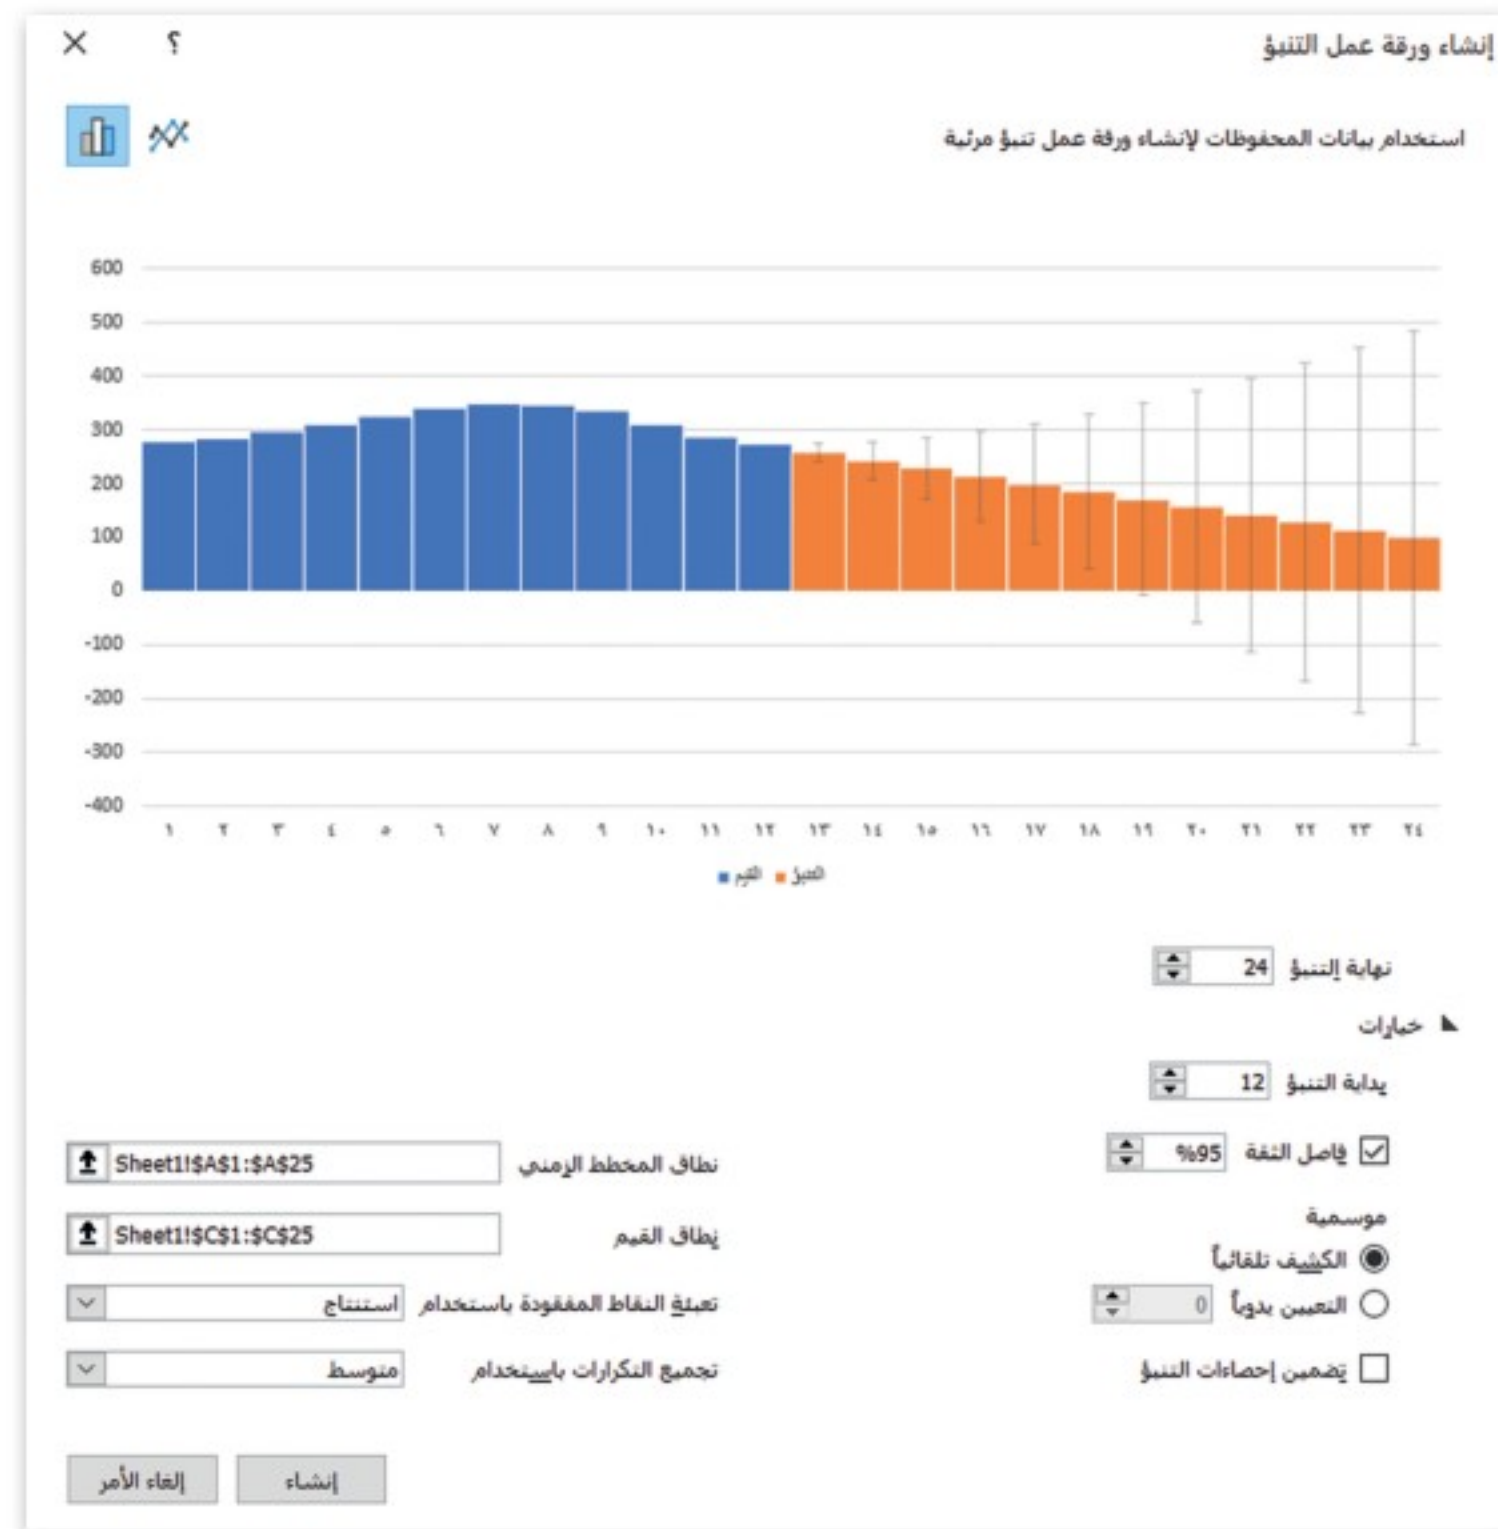 إنشاء ورقة عمل التنبؤ
؟
استخدام بيانات المحفوظات لإنشاء ورقة عمل تنبؤ مرئية
600
500
400
300
200
100
0
-100
-200
-300
-400
١ ٢ ٣ ٤ ٥ ٦ ٧ ٨ ٩ ١٠ ١١ ١٢ ١٣ ١٤ ١٥ ١٦ ١٧ ١٨ ١٩ ٢٠ ٢١ ٢٢ ٢٣ ٢٤
التنبؤ القيم
نهاية التنبؤ 24
خيارات
بداية التنبؤ 12
فاصل الثقة %95
موسمية
الكشف تلقائياً
التعيين يدوياً 0
تضمين إحصاءات التنبؤ
نطاق المخطط الزمني Sheet1!$A$1:$A$25
نطاق القيم Sheet1!$C$1:$C$25
تعبئة النقاط المفقودة باستخدام استنتاج
تجميع التكرارات باستخدام متوسط
إنشاء إلغاء الأمر